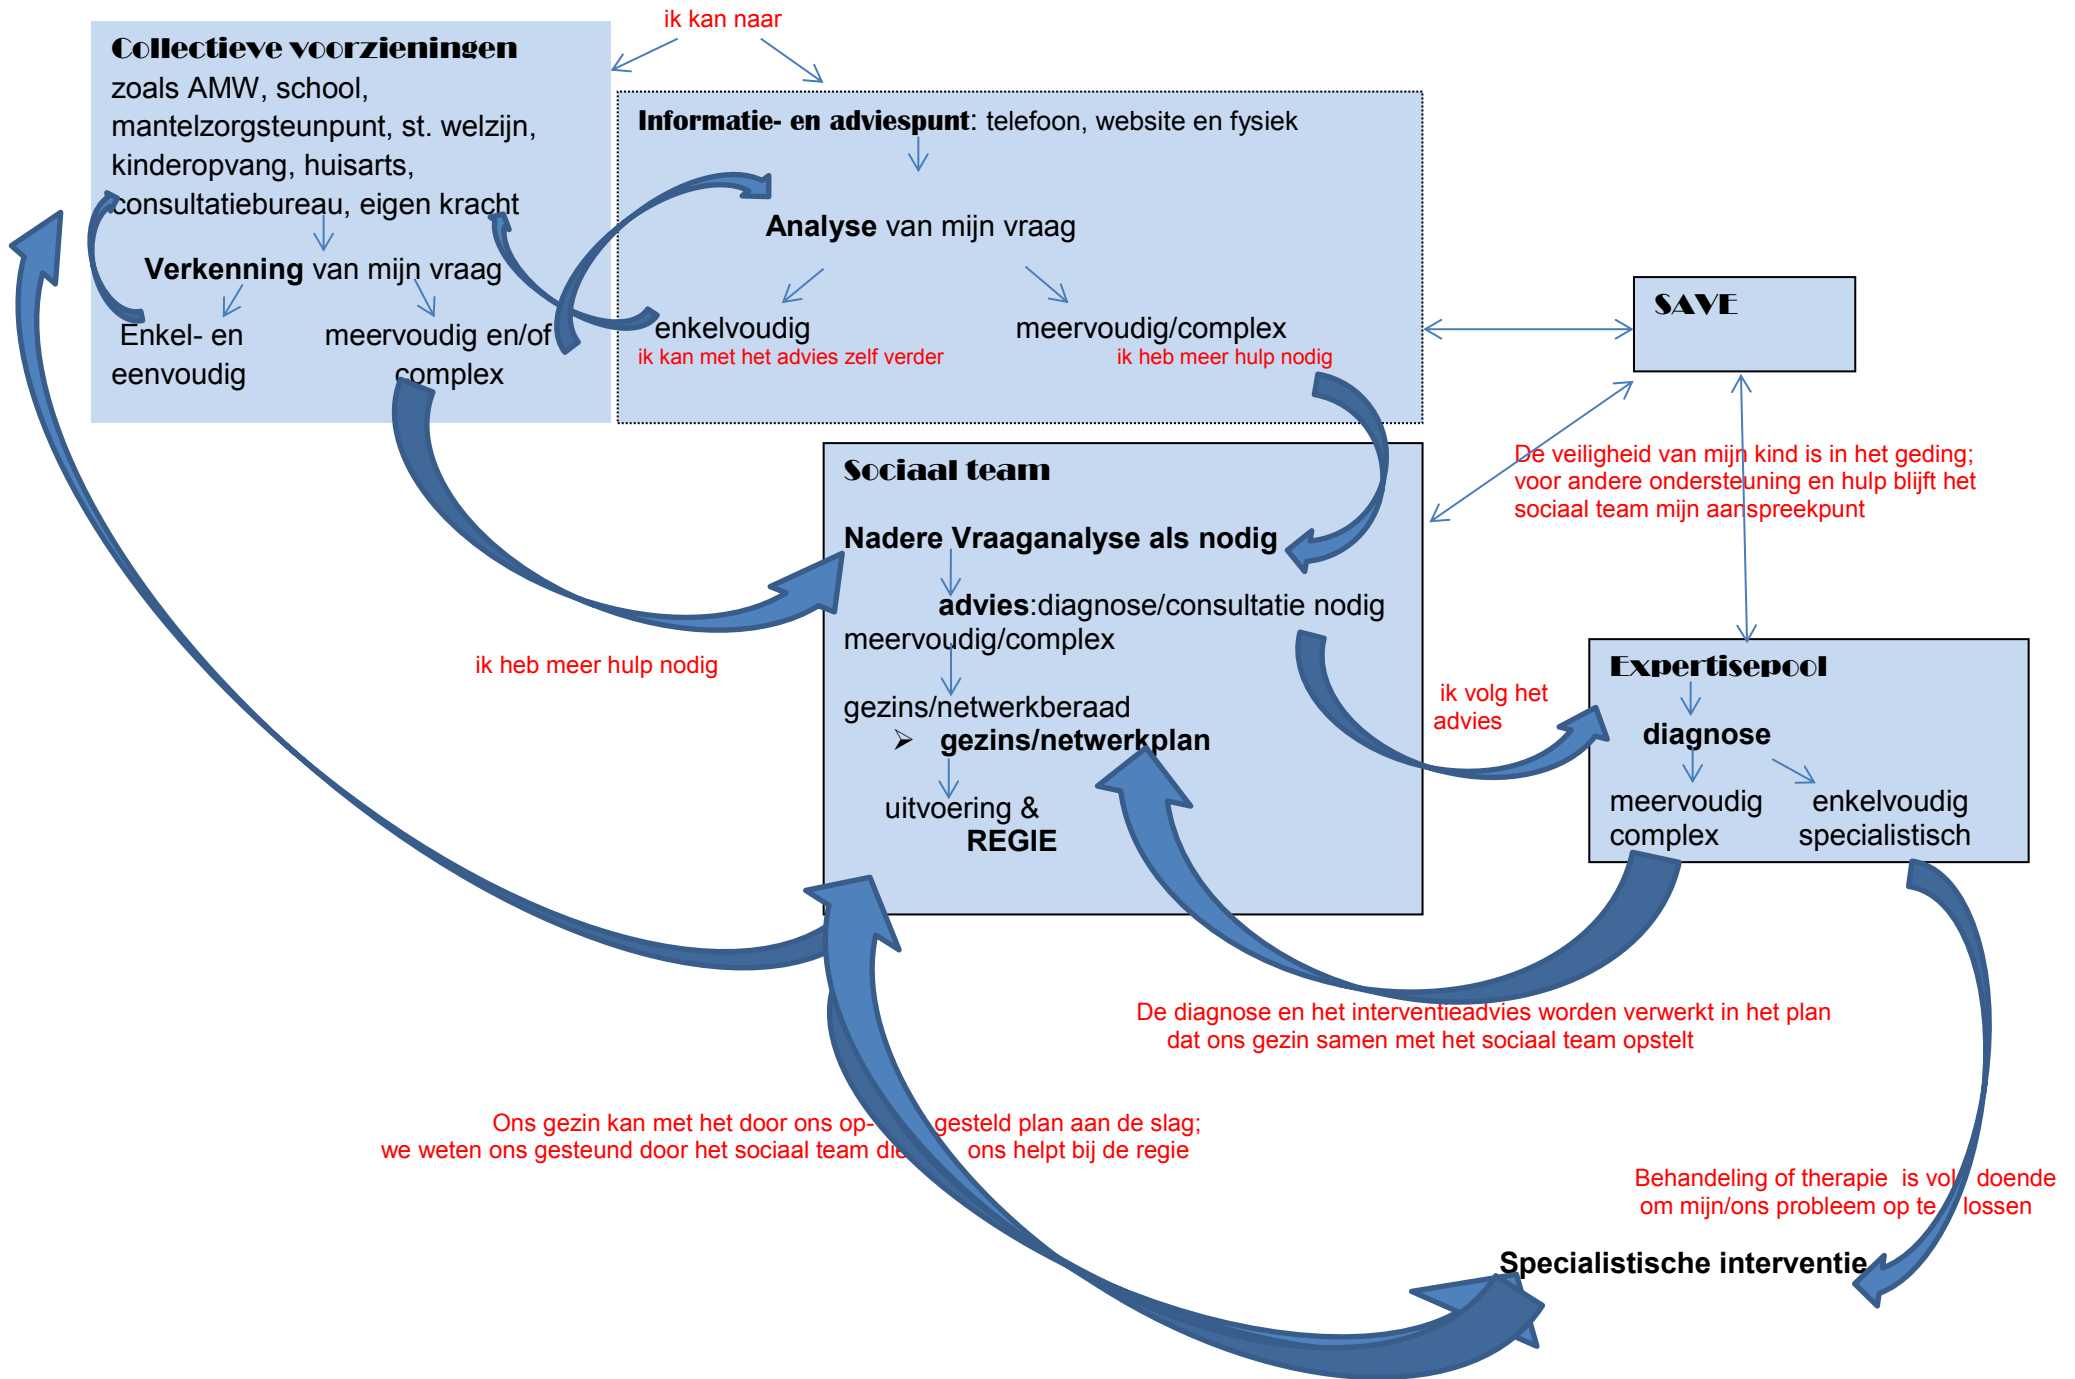 ik kan naar
Collectieve voorzieningen
zoals AMW, school,
mantelzorgsteunpunt, st. welzijn,
kinderopvang, huisarts,
consultatiebureau, eigen kracht
Verkenning van mijn vraag
Enkel- en
eenvoudig
meervoudig en/of
complex
Informatie- en adviespunt: telefoon, website en fysiek
Analyse van mijn vraag
enkelvoudig
ik kan met het advies zelf verder
meervoudig/complex
ik heb meer hulp nodig
SAVE
De veiligheid van mijn kind is in het geding;
voor andere ondersteuning en hulp blijft het
sociaal team mijn aanspreekpunt
Sociaal team
Nadere Vraaganalyse als nodig
advies:diagnose/consultatie nodig
meervoudig/complex
gezins/netwerkberaad
➢ gezins/netwerkplan
uitvoering &
REGIE
ik heb meer hulp nodig
ik volg het
advies
Expertisepool
diagnose
meervoudig
complex
enkelvoudig
specialistisch
De diagnose en het interventieadvies worden verwerkt in het plan
dat ons gezin samen met het sociaal team opstelt
Ons gezin kan met het door ons op- gesteld plan aan de slag;
we weten ons gesteund door het sociaal team die ons helpt bij de regie
Behandeling of therapie is vol doende
om mijn/ons probleem op te lossen
Specialistische interventie